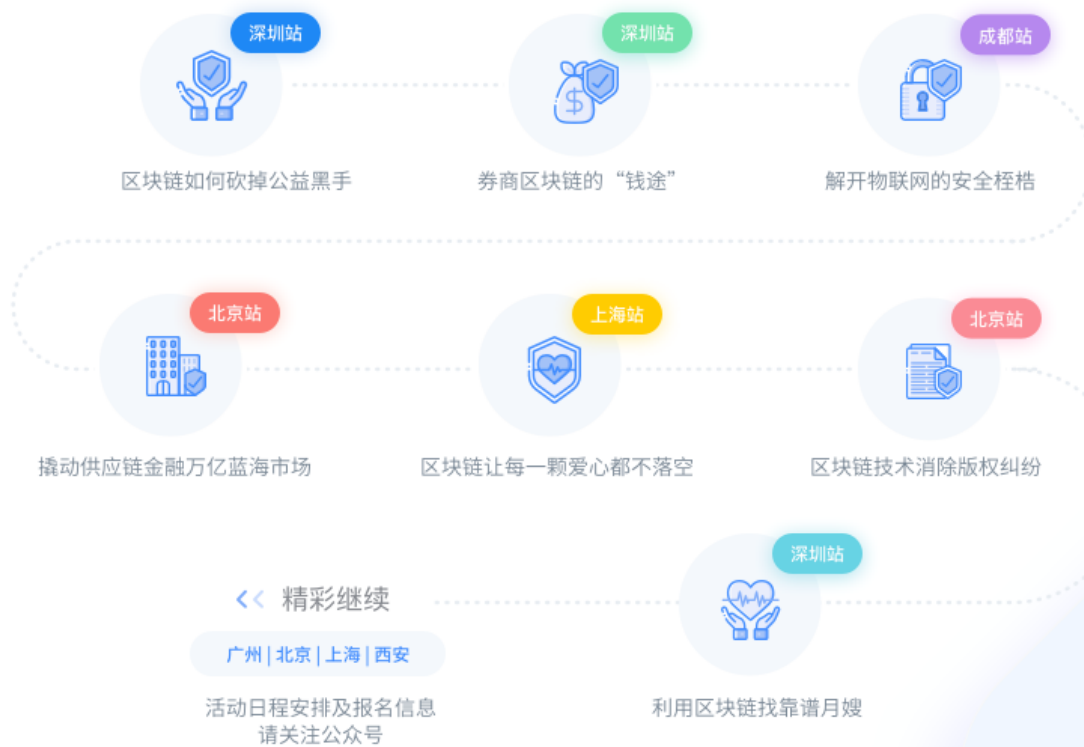 深圳站
深圳站
成都站
区块链如何砍掉公益黑手
券商区块链的“钱途”
解开物联网的安全桎梏
北京站
上海站
北京站
撬动供应链金融万亿蓝海市场
区块链让每一颗爱心都不落空
区块链技术消除版权纠纷
深圳站
精彩继续
广州|北京|上海|西安
活动日程安排及报名信息
请关注公众号
利用区块链找靠谱月嫂